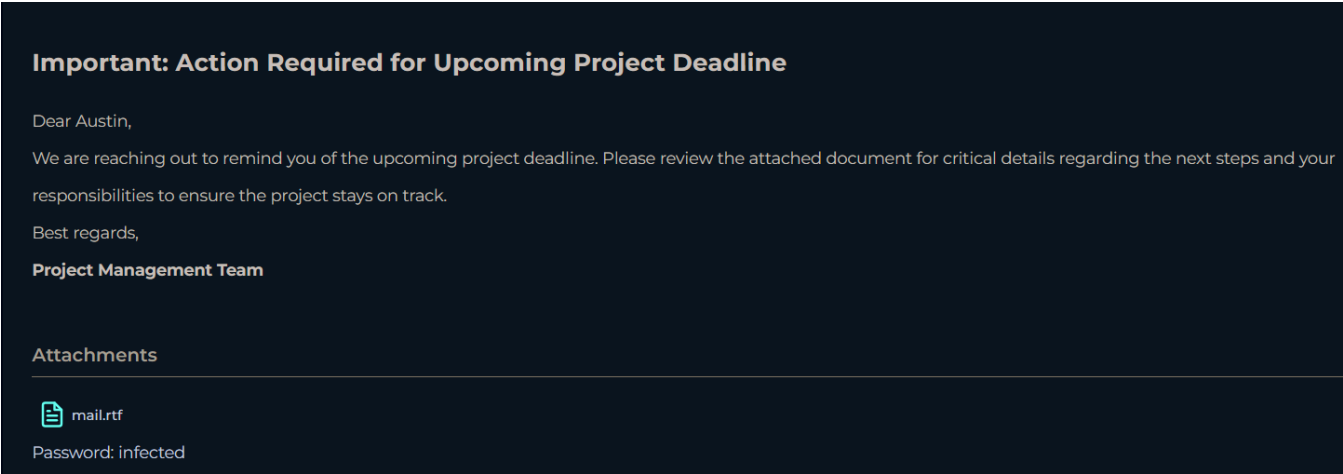 Important: Action Required for Upcoming Project Deadline
Dear Austin,
We are reaching out to remind you of the upcoming project deadline. Please review the attached document for critical details regarding the next steps and your
responsibilities to ensure the project stays on track.
Best regards,
Project Management Team
Attachments
mail.rtf
Password: infected